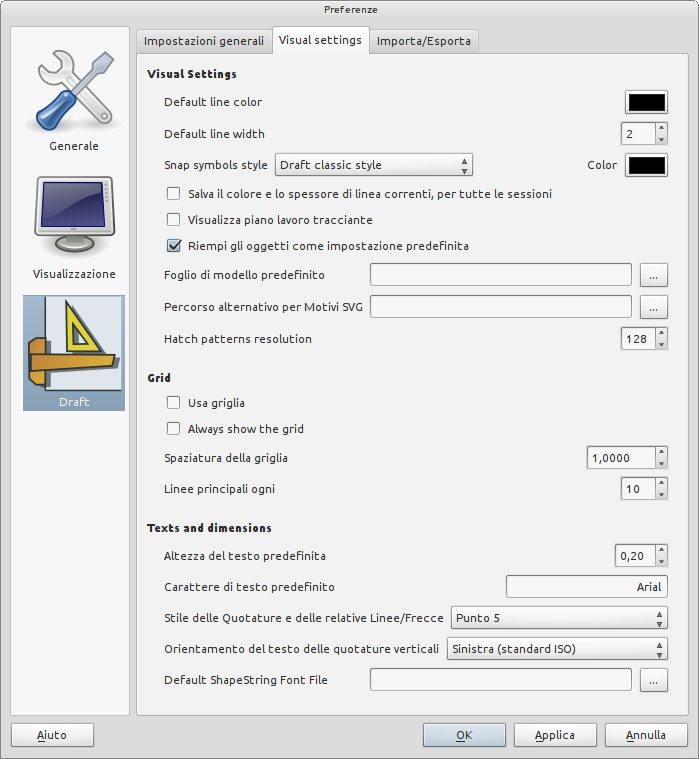 Preferenze
Impostazioni generali Visual settings Importa/Esporta
Generale
Visualizzazione
Draft
Visual Settings
Default line color
Default line width 2
Snap symbols style Draft classic style Color
Salva il colore e lo spessore di linea correnti, per tutte le sessioni
Visualizza piano lavoro tracciante
Riempi gli oggetti come impostazione predefinita
Foglio di modello predefinito ...
Percorso alternativo per Motivi SVG ...
Hatch patterns resolution 128
Grid
Usa griglia
Always show the grid
Spaziatura della griglia 1,0000
Linee principali ogni 10
Texts and dimensions
Altezza del testo predefinita 0,20
Carattere di testo predefinito Arial
Stile delle Quotature e delle relative Linee/Frecce Punto 5
Orientamento del testo delle quotature verticali Sinistra (standard ISO)
Default ShapeString Font File ...
Aiuto OK Applica Annulla